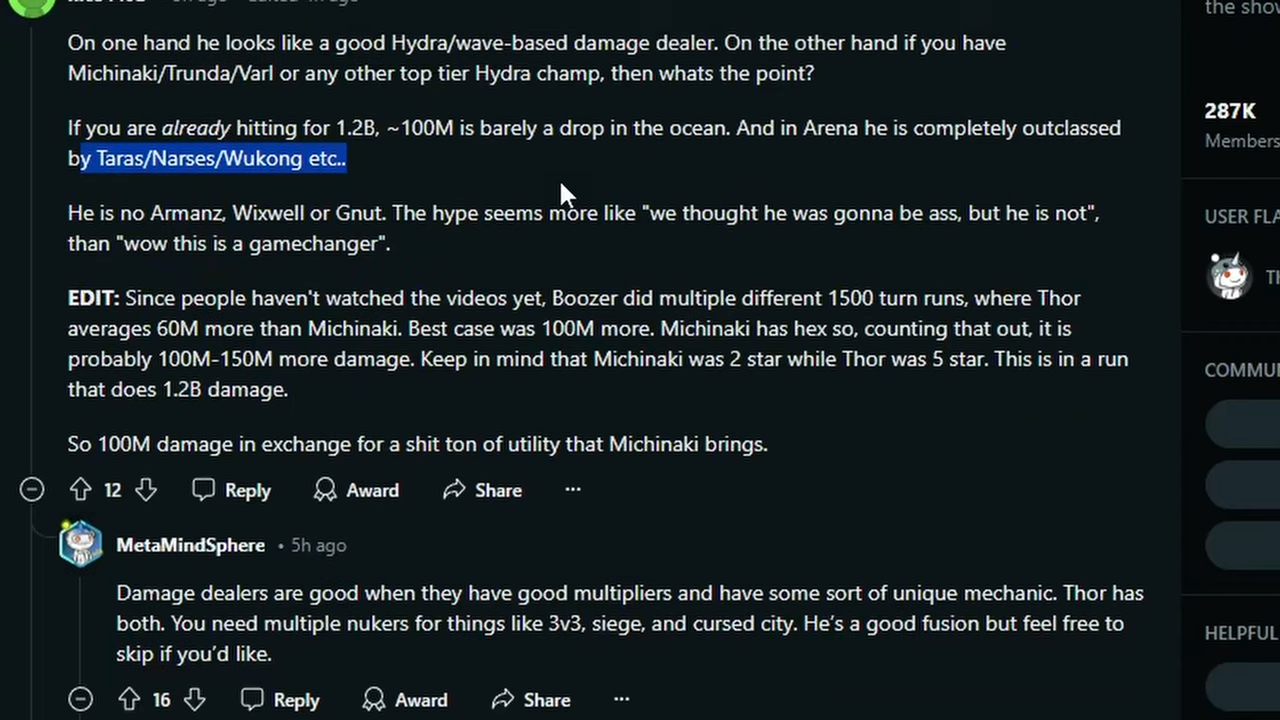 On one hand he looks like a good Hydra/wave-based damage dealer. On the other hand if you have
Michinaki/Trunda/Varl or any other top tier Hydra champ, then whats the point?
If you are already hitting for 1.2B, ~100M is barely a drop in the ocean. And in Arena he is completely outclassed
by Taras/Narses/Wukong etc..
He is no Armanz, Wixwell or Gnut. The hype seems more like "we thought he was gonna be ass, but he is not",
than "wow this is a gamechanger".
EDIT: Since people haven't watched the videos yet, Boozer did multiple different 1500 turn runs, where Thor
averages 60M more than Michinaki. Best case was 100M more. Michinaki has hex so, counting that out, it is
probably 100M-150M more damage. Keep in mind that Michinaki was 2 star while Thor was 5 star. This is in a run
that does 1.2B damage.
So 100M damage in exchange for a shit ton of utility that Michinaki brings.
12 Reply Award Share
MetaMindSphere • 5h ago
Damage dealers are good when they have good multipliers and have some sort of unique mechanic. Thor has
both. You need multiple nukers for things like 3v3, siege, and cursed city. He's a good fusion but feel free to
skip if you'd like.
16 Reply Award Share
the show
287K
Members
USER FLA
Th
COMMU
HELPFUL